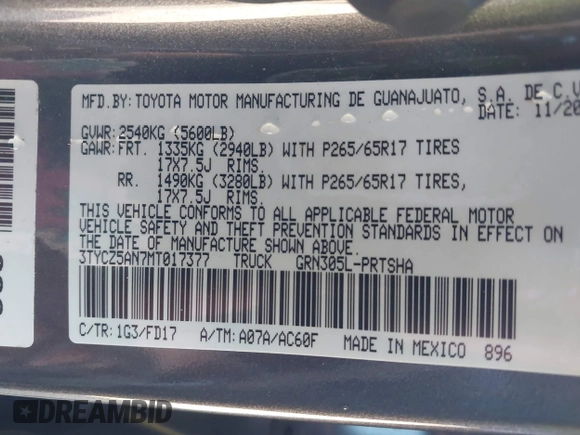 MFD.BY: TOYOTA MOTOR MANUFACTURING DE GUANAJUATO, S.A. DE C.V.
DATE: 11/20
GVWR: 2540KG (5600LB)
GAWR: FRT. 1335KG (2940LB) WITH P265/65R17 TIRES
17X7.5J RIMS.
RR. 1490KG (3280LB) WITH P265/65R17 TIRES,
17X7.5J RIMS.
THIS VEHICLE CONFORMS TO ALL APPLICABLE FEDERAL MOTOR
VEHICLE SAFETY AND THEFT PREVENTION STANDARDS IN EFFECT ON
THE DATE OF MANUFACTURE SHOWN ABOVE.
3TYCZ5AN7MT017377 TRUCK GRN305L-PRTSHA
C/TR: 1G3/FD17 A/TM: A07A/AC60F
MADE IN MEXICO 896
DREAMBID